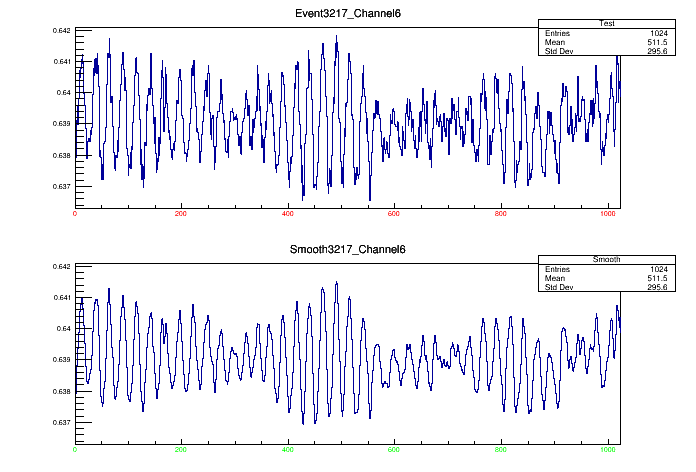 Event3217_Channel6
Test
Entries 1024
Mean 511.5
Std Dev 295.6
0.642
0.641
0.64
0.639
0.638
0.637
0 200 400 600 800 1000
Smooth3217_Channel6
Smooth
Entries 1024
Mean 511.5
Std Dev 295.6
0.642
0.641
0.64
0.639
0.638
0.637
0 200 400 600 800 1000